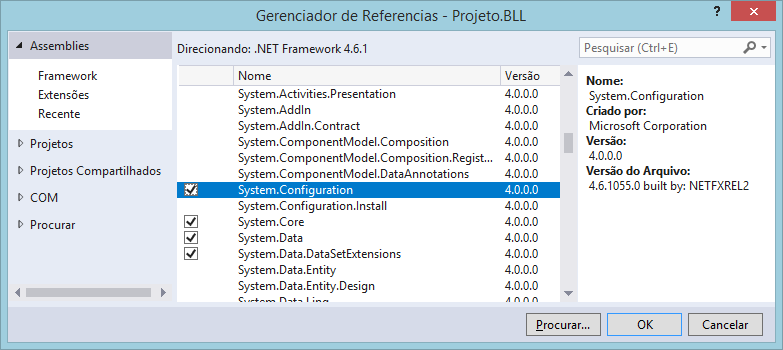 Gerenciador de Referencias - Projeto.BLL
?
Assemblies
Framework
Extensões
Recente
Projetos
Projetos Compartilhados
COM
Procurar
Direcionando: .NET Framework 4.6.1
Pesquisar (Ctrl+E)
Nome Versão
System.Activities.Presentation 4.0.0.0
System.AddIn 4.0.0.0
System.AddIn.Contract 4.0.0.0
System.ComponentModel.Composition 4.0.0.0
System.ComponentModel.Composition.Regist... 4.0.0.0
System.ComponentModel.DataAnnotations 4.0.0.0
System.Configuration 4.0.0.0
System.Configuration.Install 4.0.0.0
System.Core 4.0.0.0
System.Data 4.0.0.0
System.Data.DataSetExtensions 4.0.0.0
System.Data.Entity 4.0.0.0
System.Data.Entity.Design 4.0.0.0
System.Data.Linq 4.0.0.0
Nome:
System.Configuration
Criado por:
Microsoft Corporation
Versão:
4.0.0.0
Versão do Arquivo:
4.6.1055.0 built by: NETFXREL2
Procurar...
OK
Cancelar